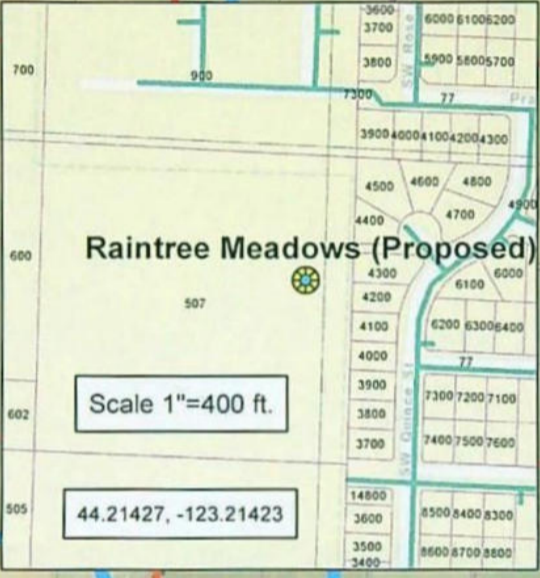 3600
6000 6100 6200
3700
SW Rose
3800
5900 5800 5700
700
900
7300
77
3900 4000 4100 4200 4300
4500
4600
4800
4900
4400
4700
Raintree Meadows (Proposed)
600
4300
6000
6100
507
4200
4100
6200 6300 6400
4000
77
Scale 1"=400 ft.
3900
7300 7200 7100
602
3800
SW Quince St
3700
7400 7500 7600
14800
505
44.21427, -123.21423
3600
8500 8400 8300
3500
8600 8700 8800
3400